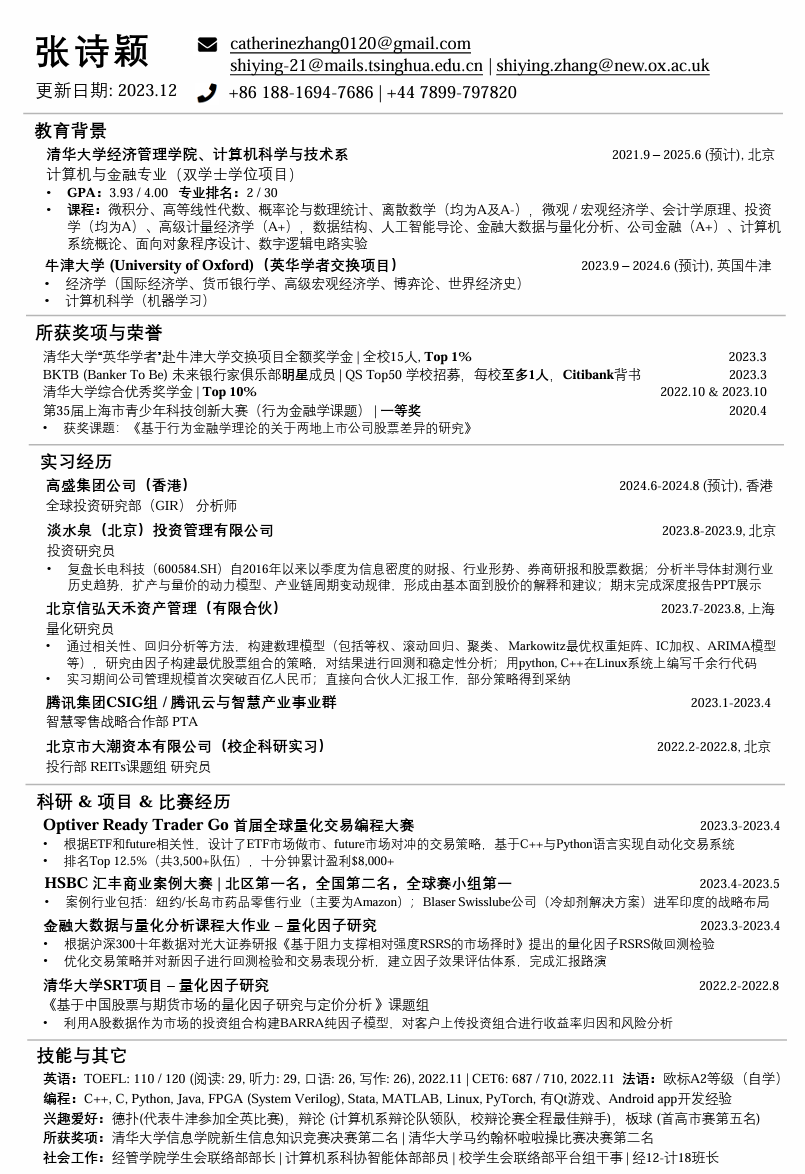 张诗颖
catherinezhang0120@gmail.com
shiying-21@mails.tsinghua.edu.cn | shiying.zhang@new.ox.ac.uk
更新日期: 2023.12
+86 188-1694-7686 | +44 7899-797820
教育背景
清华大学经济管理学院、计算机科学与技术系 2021.9 – 2025.6 (预计), 北京
计算机与金融专业（双学士学位项目）
• GPA：3.93 / 4.00 专业排名：2 / 30
• 课程：微积分、高等线性代数、概率论与数理统计、离散数学（均为A及A-），微观 / 宏观经济学、会计学原理、投资
学（均为A）、高级计量经济学（A+），数据结构、人工智能导论、金融大数据与量化分析、公司金融（A+）、计算机
系统概论、面向对象程序设计、数字逻辑电路实验
牛津大学 (University of Oxford)（英华学者交换项目） 2023.9 – 2024.6 (预计), 英国牛津
• 经济学（国际经济学、货币银行学、高级宏观经济学、博弈论、世界经济史）
• 计算机科学（机器学习）
所获奖项与荣誉
清华大学“英华学者”赴牛津大学交换项目全额奖学金 | 全校15人, Top 1% 2023.3
BKTB (Banker To Be) 未来银行家俱乐部明星成员 | QS Top50 学校招募，每校至多1人，Citibank背书 2023.3
清华大学综合优秀奖学金 | Top 10% 2022.10 & 2023.10
第35届上海市青少年科技创新大赛（行为金融学课题） | 一等奖 2020.4
• 获奖课题：《基于行为金融学理论的关于两地上市公司股票差异的研究》
实习经历
高盛集团公司（香港） 2024.6-2024.8 (预计), 香港
全球投资研究部（GIR） 分析师
淡水泉（北京）投资管理有限公司 2023.8-2023.9, 北京
投资研究员
• 复盘长电科技（600584.SH）自2016年以来以季度为信息密度的财报、行业形势、券商研报和股票数据；分析半导体封测行业
历史趋势，扩产与量价的动力模型、产业链周期变动规律，形成由基本面到股价的解释和建议；期末完成深度报告PPT展示
北京信弘天禾资产管理（有限合伙） 2023.7-2023.8, 上海
量化研究员
• 通过相关性、回归分析等方法，构建数理模型（包括等权、滚动回归、聚类、Markowitz最优权重矩阵、IC加权、ARIMA模型
等），研究由因子构建最优股票组合的策略，对结果进行回测和稳定性分析；用python, C++在Linux系统上编写千余行代码
• 实习期间公司管理规模首次突破百亿人民币；直接向合伙人汇报工作，部分策略得到采纳
腾讯集团CSIG组 / 腾讯云与智慧产业事业群 2023.1-2023.4
智慧零售战略合作部 PTA
北京市大潮资本有限公司（校企科研实习） 2022.2-2022.8, 北京
投行部 REITs课题组 研究员
科研 & 项目 & 比赛经历
Optiver Ready Trader Go 首届全球量化交易编程大赛 2023.3-2023.4
• 根据ETF和future相关性，设计了ETF市场做市、future市场对冲的交易策略，基于C++与Python语言实现自动化交易系统
• 排名Top 12.5%（共3,500+队伍），十分钟累计盈利$8,000+
HSBC 汇丰商业案例大赛 | 北区第一名，全国第二名，全球赛小组第一 2023.4-2023.5
• 案例行业包括：纽约/长岛市药品零售行业（主要为Amazon）；Blaser Swisslube公司（冷却剂解决方案）进军印度的战略布局
金融大数据与量化分析课程大作业 – 量化因子研究 2023.3-2023.4
• 根据沪深300十年数据对光大证券研报《基于阻力支撑相对强度RSRS的市场择时》提出的量化因子RSRS做回测检验
• 优化交易策略并对新因子进行回测检验和交易表现分析，建立因子效果评估体系，完成汇报路演
清华大学SRT项目 – 量化因子研究 2022.2-2022.8
《基于中国股票与期货市场的量化因子研究与定价分析 》课题组
• 利用A股数据作为市场的投资组合构建BARRA纯因子模型，对客户上传投资组合进行收益率归因和风险分析
技能与其它
英语：TOEFL: 110 / 120 (阅读: 29, 听力: 29, 口语: 26, 写作: 26), 2022.11 | CET6: 687 / 710, 2022.11 法语：欧标A2等级（自学）
编程：C++, C, Python, Java, FPGA (System Verilog), Stata, MATLAB, Linux, PyTorch, 有Qt游戏、Android app开发经验
兴趣爱好：德扑(代表牛津参加全英比赛)，辩论 (计算机系辩论队领队，校辩论赛全程最佳辩手)，板球 (首高市赛第五名)
所获奖项：清华大学信息学院新生信息知识竞赛决赛第二名 | 清华大学马约翰杯啦啦操比赛决赛第二名
社会工作：经管学院学生会联络部部长 | 计算机系科协智能体部部员 | 校学生会联络部平台组干事 | 经12-计18班长